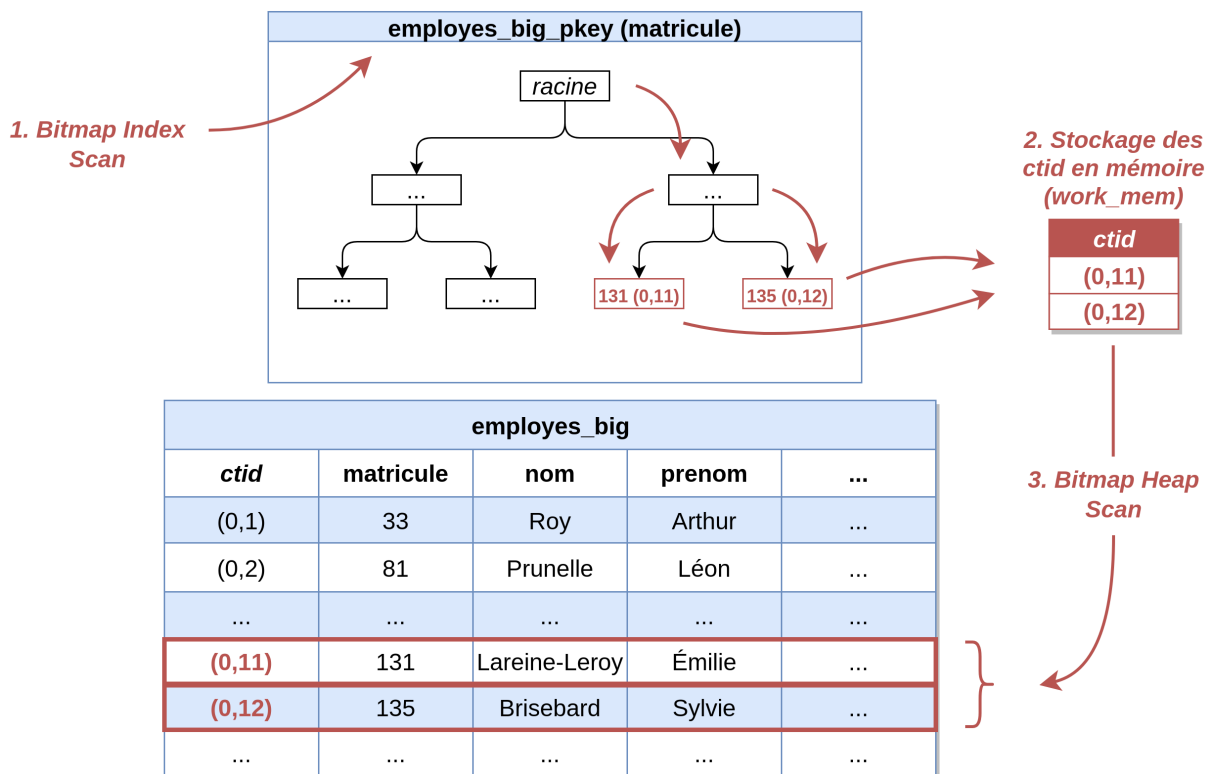 employes_big_pkey (matricule)
racine
1. Bitmap Index
Scan
2. Stockage des
ctid en mémoire
(work_mem)
... ...
ctid
(0,11)
(0,12)
... ... 131 (0,11) 135 (0,12)
employes_big
ctid matricule nom prenom ...
(0,1) 33 Roy Arthur ...
(0,2) 81 Prunelle Léon ...
... ... ... ... ...
(0,11) 131 Lareine-Leroy Émilie ...
(0,12) 135 Brisebard Sylvie ...
... ... ... ... ...
3. Bitmap Heap
Scan